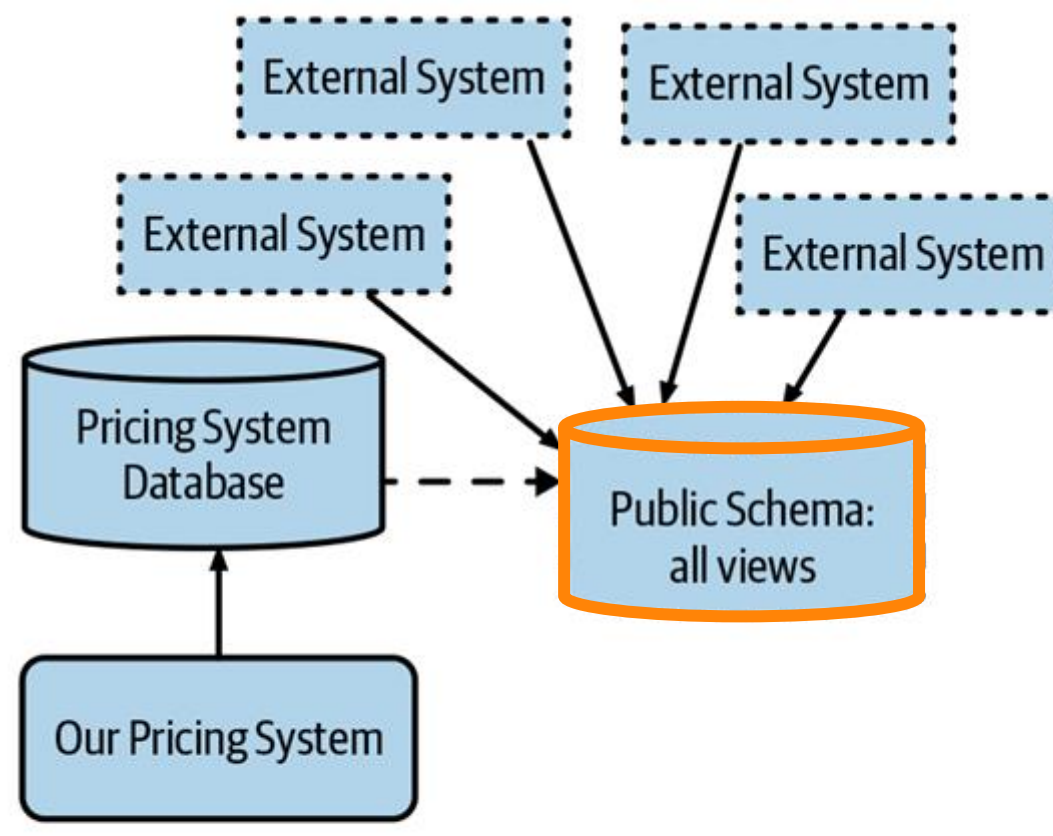 External System
External System
External System
External System
Pricing System
Database
Public Schema:
all views
Our Pricing System